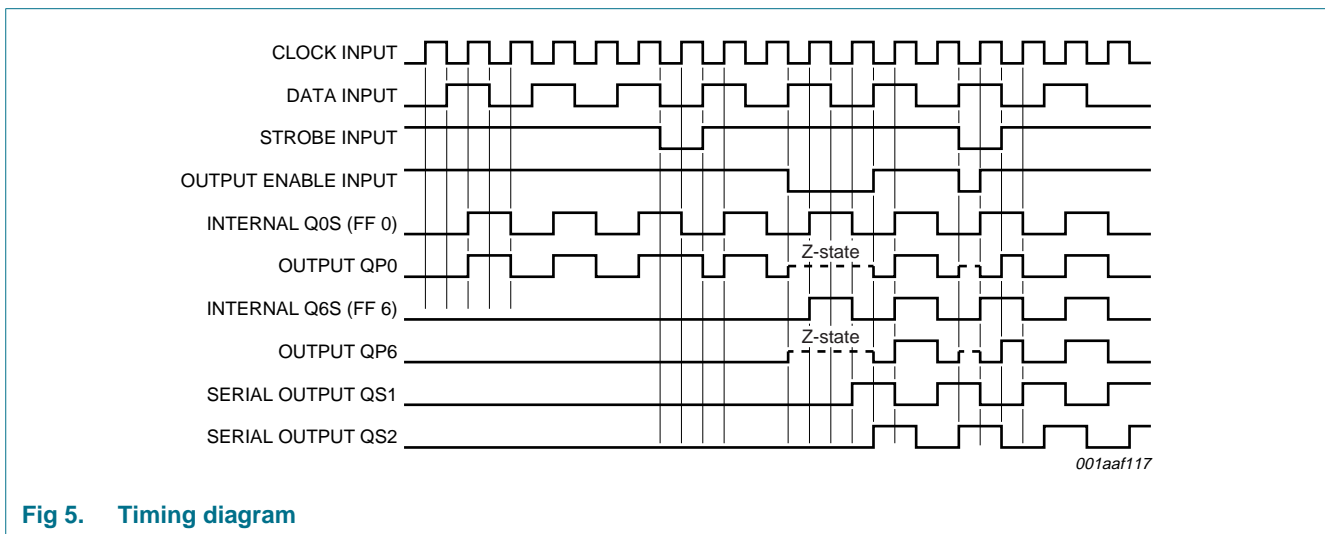 CLOCK INPUT
DATA INPUT
STROBE INPUT
OUTPUT ENABLE INPUT
INTERNAL Q0S (FF 0)
Z-state
OUTPUT QP0
INTERNAL Q6S (FF 6)
Z-state
OUTPUT QP6
SERIAL OUTPUT QS1
SERIAL OUTPUT QS2
001aaf117
Fig 5. Timing diagram